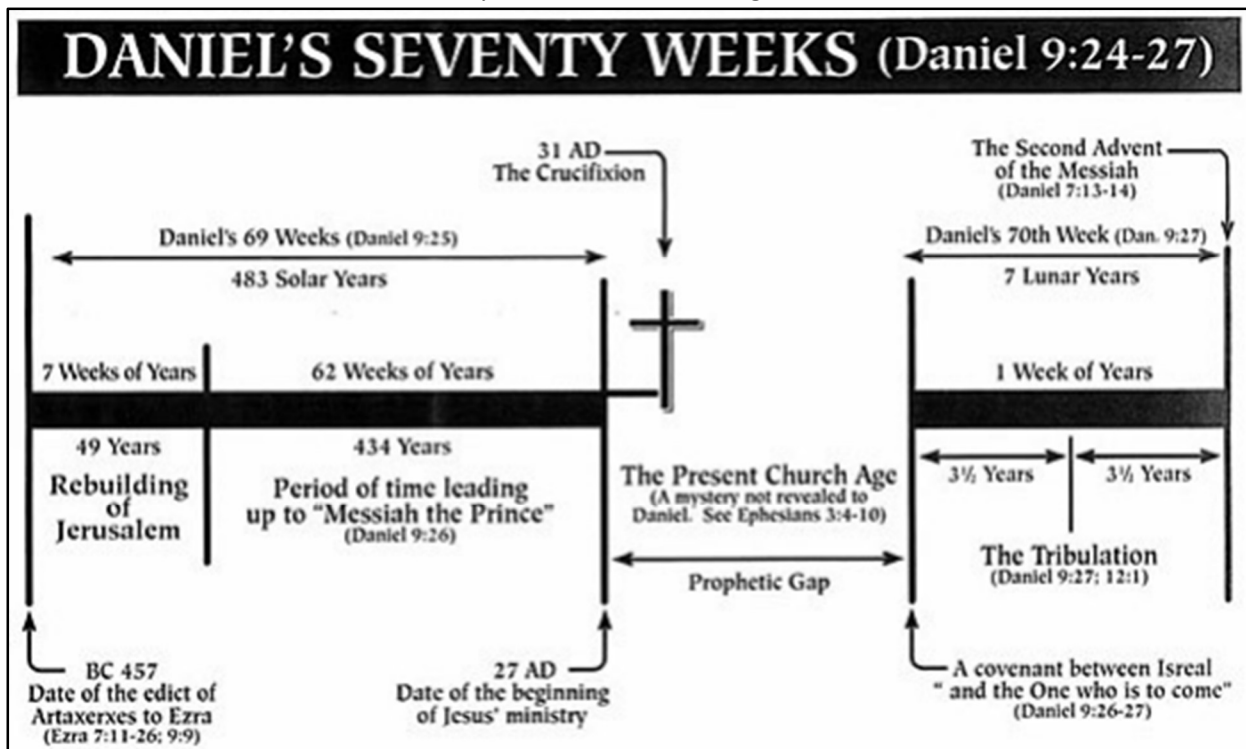 DANIEL'S SEVENTY WEEKS (Daniel 9:24-27)
31 AD
The Crucifixion
The Second Advent
of the Messiah
(Daniel 7:13-14)
Daniel's 69 Weeks (Daniel 9:25)
483 Solar Years
Daniel's 70th Week (Dan. 9:27)
7 Lunar Years
7 Weeks of Years
62 Weeks of Years
1 Week of Years
49 Years
Rebuilding
of
Jerusalem
434 Years
Period of time leading
up to "Messiah the Prince"
(Daniel 9:26)
The Present Church Age
(A mystery not revealed to
Daniel. See Ephesians 3:4-10)
Prophetic Gap
3½ Years
3½ Years
The Tribulation
(Daniel 9:27; 12:1)
BC 457
Date of the edict of
Artaxerxes to Ezra
(Ezra 7:11-26; 9:9)
27 AD
Date of the beginning
of Jesus' ministry
A covenant between Isreal
" and the One who is to come"
(Daniel 9:26-27)